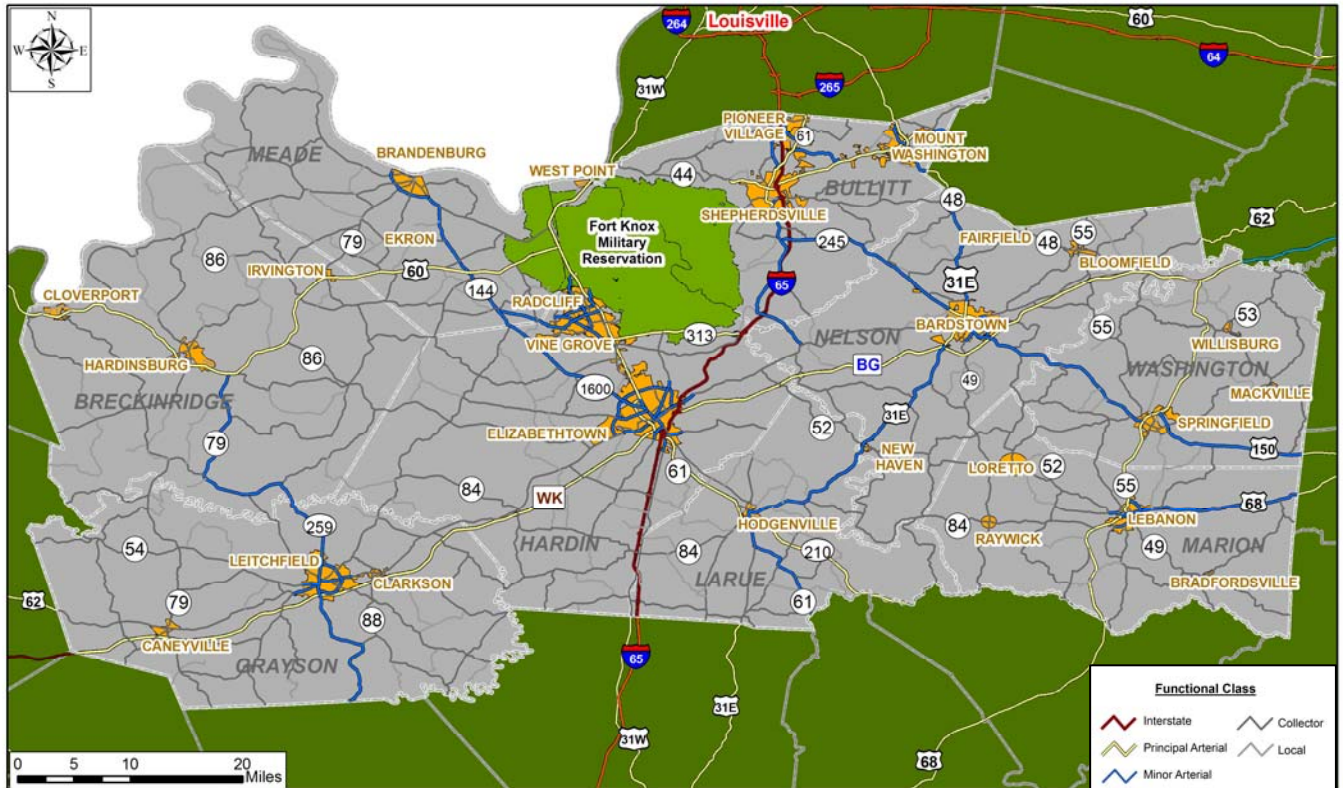 N
W E
S
Louisville
264
60
64
265
31W
PIONEER
VILLAGE
61
MOUNT
WASHINGTON
MEADE
BRANDENBURG
WEST POINT
44
BULLITT
SHEPHERDSVILLE
48
62
Fort Knox
Military
Reservation
79
EKRON
245
FAIRFIELD
48
55
BLOOMFIELD
86
IRVINGTON
60
144
65
31E
CLOVERPORT
RADCLIFF
BARDSTOWN
53
VINE GROVE
313
NELSON
55
WILLISBURG
HARDINSBURG
86
BG
WASHINGTON
1600
49
MACKVILLE
BRECKINRIDGE
31E
ELIZABETHTOWN
52
SPRINGFIELD
79
NEW
HAVEN
150
61
LORETTO
52
84
WK
55
68
259
HODGENVILLE
84
LEBANON
54
HARDIN
RAYWICK
LEITCHFIELD
84
210
49
MARION
CLARKSON
LARUE
BRADFORDSVILLE
62
79
88
61
CANEYVILLE
GRAYSON
65
31E
31W
68
Functional Class
Interstate
Collector
Principal Arterial
Local
Minor Arterial
0 5 10 20
Miles